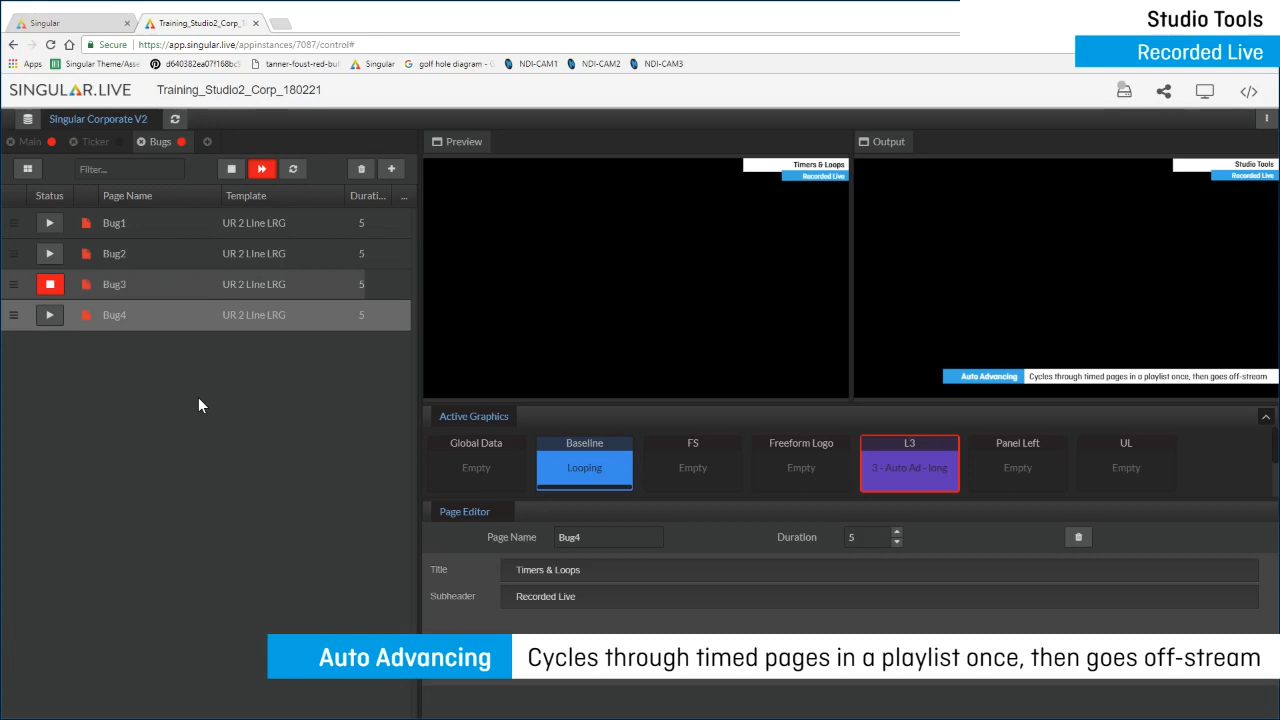 Singular
Training_Studio2_Corp_1
Secure
https://app.singular.live/appinstances/7087/control#
Apps
Singular Theme/Asse
d640382ea07f168bc9
tanner-foust-red-bull
Singular
golf hole diagram - G
NDI-CAM1
NDI-CAM2
NDI-CAM3
Studio Tools
Recorded Live
SINGULAR.LIVE
Training_Studio2_Corp_180221
Singular Corporate V2
Main
Ticker
Bugs
Filter...
Status Page Name Template Durati... ...
Bug1 UR 2 LIne LRG 5
Bug2 UR 2 LIne LRG 5
Bug3 UR 2 LIne LRG 5
Bug4 UR 2 LIne LRG 5
Preview
Timers & Loops
Recorded Live
Output
Studio Tools
Recorded Live
Auto Advancing Cycles through timed pages in a playlist once, then goes off-stream
Active Graphics
Global Data Baseline FS Freeform Logo L3 Panel Left UL
Empty Looping Empty Empty 3 - Auto Ad - long Empty Empty
Page Editor
Page Name Bug4 Duration 5
Title Timers & Loops
Subheader Recorded Live
Auto Advancing Cycles through timed pages in a playlist once, then goes off-stream